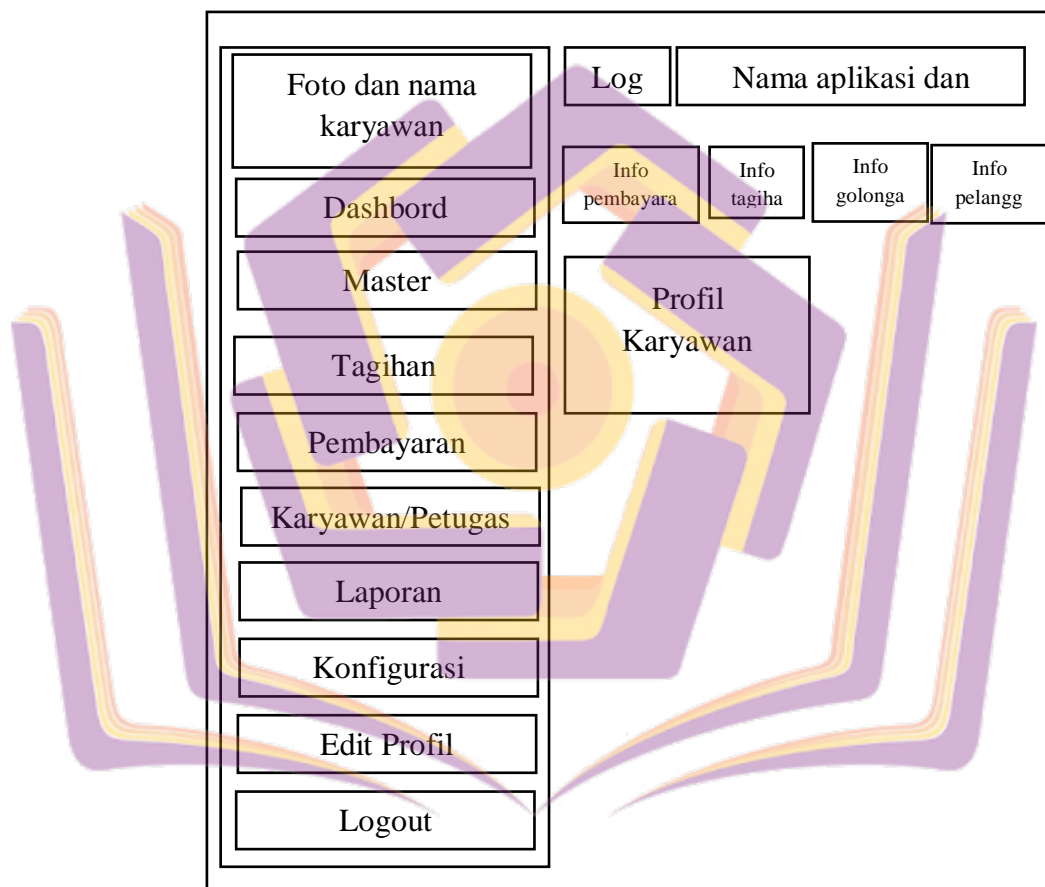 Foto dan nama
karyawan
Dashbord
Master
Tagihan
Pembayaran
Karyawan/Petugas
Laporan
Konfigurasi
Edit Profil
Logout
Log
Nama aplikasi dan
Info
pembayara
Info
tagiha
Info
golonga
Info
pelangg
Profil
Karyawan